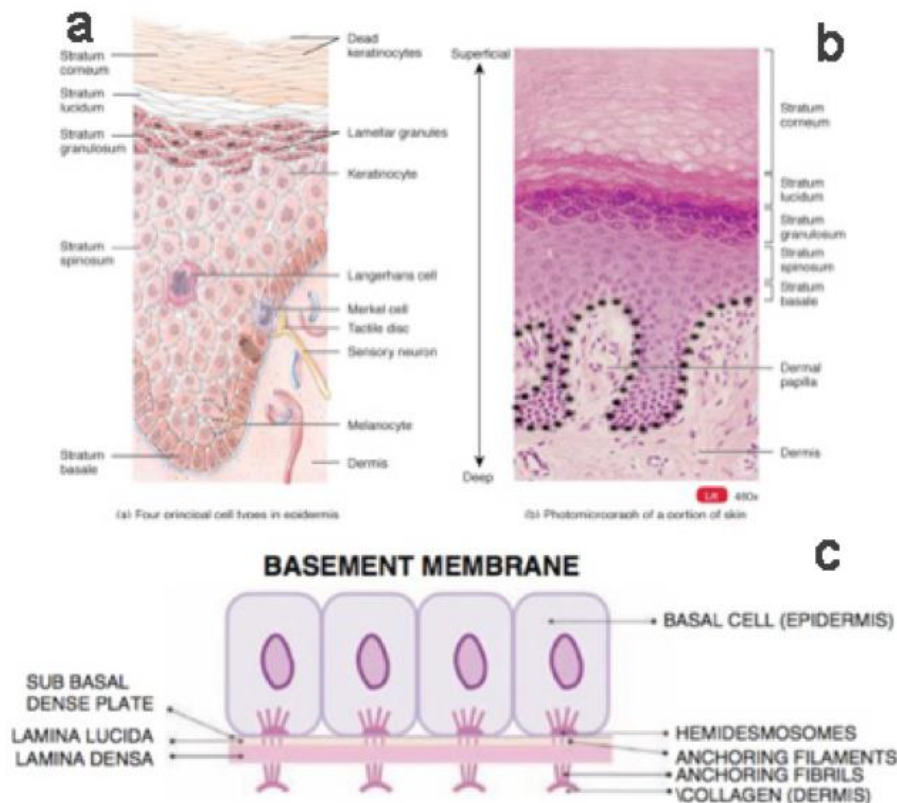 a
Stratum
corneum
Stratum
lucidum
Stratum
granulosum
Stratum
spinosum
Stratum
basale
Dead
keratinocytes
Lamellar granules
Keratinocyte
Langerhans cell
Merkel cell
Tactile disc
Sensory neuron
Melanocyte
Dermis
(a) Four principal cell types in epidermis
b
Superficial
Deep
Stratum
corneum
Stratum
lucidum
Stratum
granulosum
Stratum
spinosum
Stratum
basale
Dermal
papilla
Dermis
LM 480x
(b) Photomicrograph of a portion of skin
c
BASEMENT MEMBRANE
SUB BASAL
DENSE PLATE
LAMINA LUCIDA
LAMINA DENSA
BASAL CELL (EPIDERMIS)
HEMIDESMOSOMES
ANCHORING FILAMENTS
ANCHORING FIBRILS
\COLLAGEN (DERMIS)